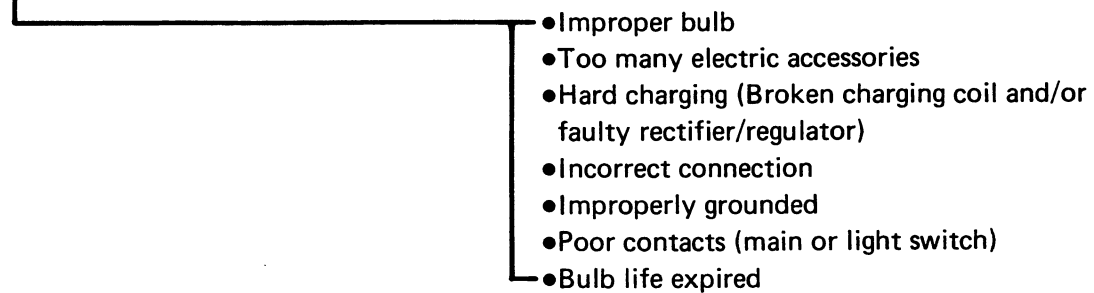 ●Improper bulb
●Too many electric accessories
●Hard charging (Broken charging coil and/or
faulty rectifier/regulator)
●Incorrect connection
●Improperly grounded
●Poor contacts (main or light switch)
●Bulb life expired